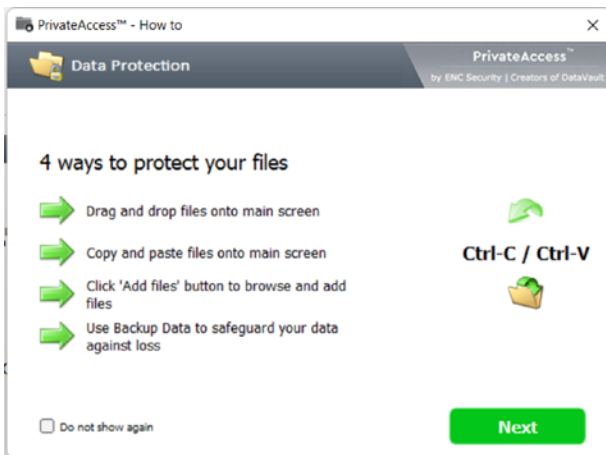 PrivateAccess™ - How to
Data Protection
PrivateAccess™
by ENC Security | Creators of DataVault
4 ways to protect your files
Drag and drop files onto main screen
Copy and paste files onto main screen
Ctrl-C / Ctrl-V
Click 'Add files' button to browse and add
files
Use Backup Data to safeguard your data
against loss
Do not show again
Next